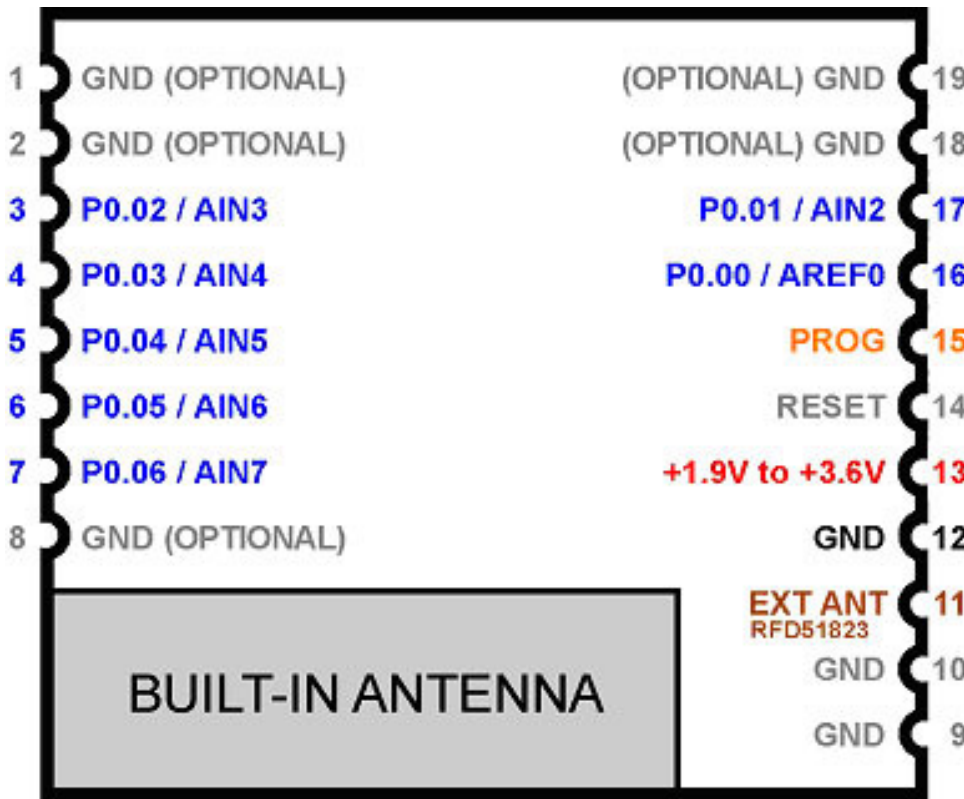 1 GND (OPTIONAL) (OPTIONAL) GND 19
2 GND (OPTIONAL) (OPTIONAL) GND 18
3 P0.02 / AIN3 P0.01 / AIN2 17
4 P0.03 / AIN4 P0.00 / AREF0 16
5 P0.04 / AIN5 PROG 15
6 P0.05 / AIN6 RESET 14
7 P0.06 / AIN7 +1.9V to +3.6V 13
8 GND (OPTIONAL) GND 12
EXT ANT 11
RFD51823
GND 10
BUILT-IN ANTENNA
GND 9